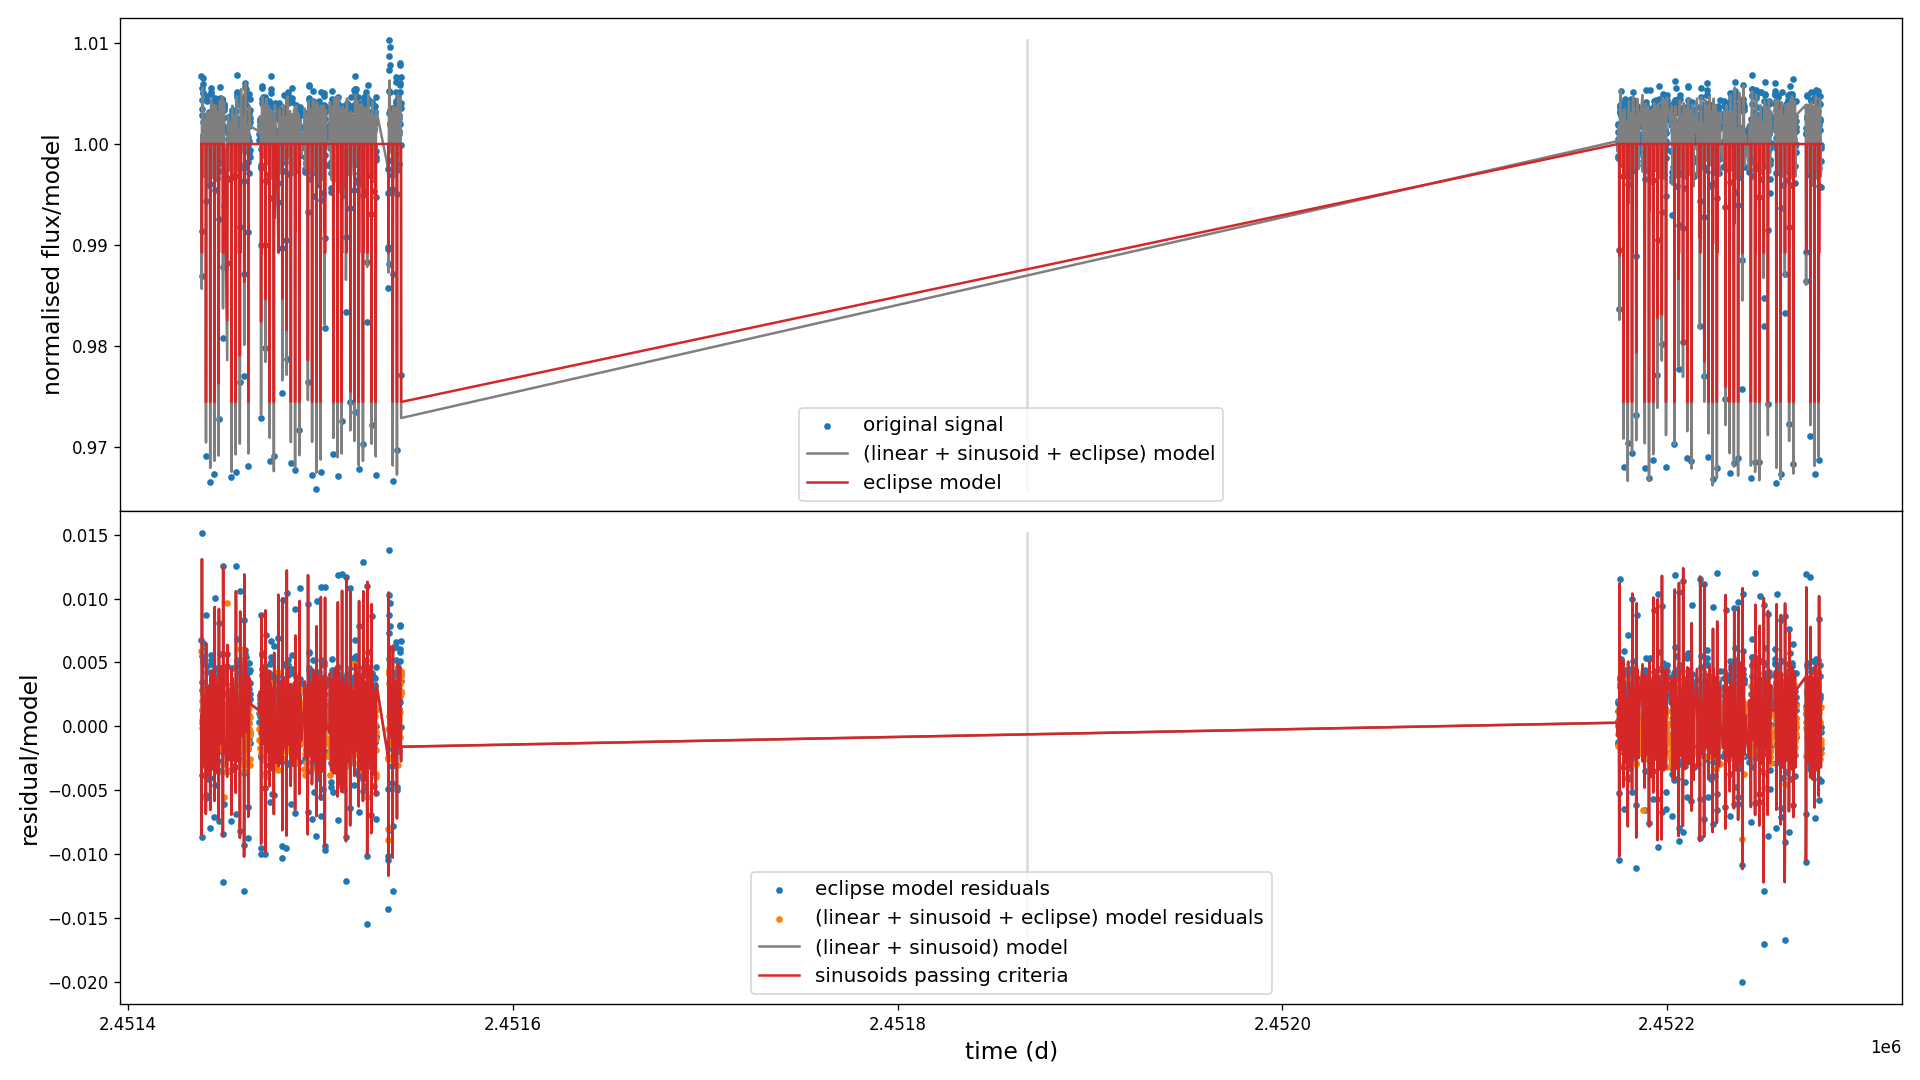 1.01
1.00
0.99
0.98
0.97
normalised flux/model
original signal
(linear + sinusoid + eclipse) model
eclipse model
0.015
0.010
0.005
0.000
−0.005
−0.010
−0.015
−0.020
residual/model
eclipse model residuals
(linear + sinusoid + eclipse) model residuals
(linear + sinusoid) model
sinusoids passing criteria
2.4514 2.4516 2.4518 2.4520 2.4522
1e6
time (d)